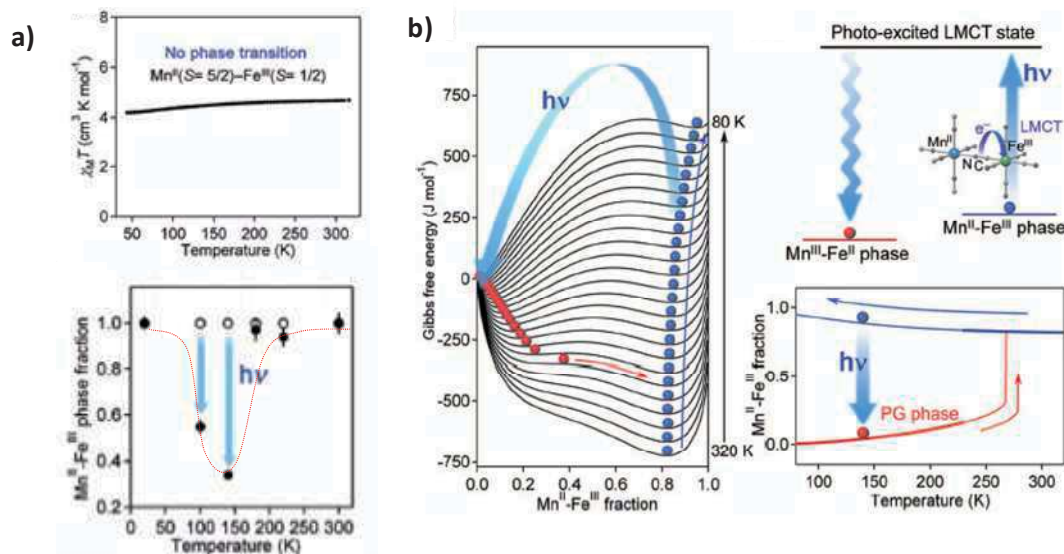 a)
8
6
4
2
0
No phase transition
Mn^II(S= 5/2)–Fe^III(S= 1/2)
χ_M T (cm³ K mol⁻¹)
50 100 150 200 250 300
Temperature (K)
1.0
0.8
0.6
0.4
0.2
hν
Mn^II-Fe^III phase fraction
0 50 100 150 200 250 300
Temperature (K)
b)
750
500
250
0
-250
-500
-750
Gibbs free energy (J mol⁻¹)
hν
80 K
320 K
0.0 0.2 0.4 0.6 0.8 1.0
Mn^II-Fe^III fraction
Photo-excited LMCT state
hν
LMCT
e⁻
Mn^II
Fe^III
N C
Mn^II-Fe^III phase
Mn^III-Fe^II phase
1.0
0.5
0.0
Mn^II-Fe^III fraction
hν
PG phase
100 150 200 250 300
Temperature (K)